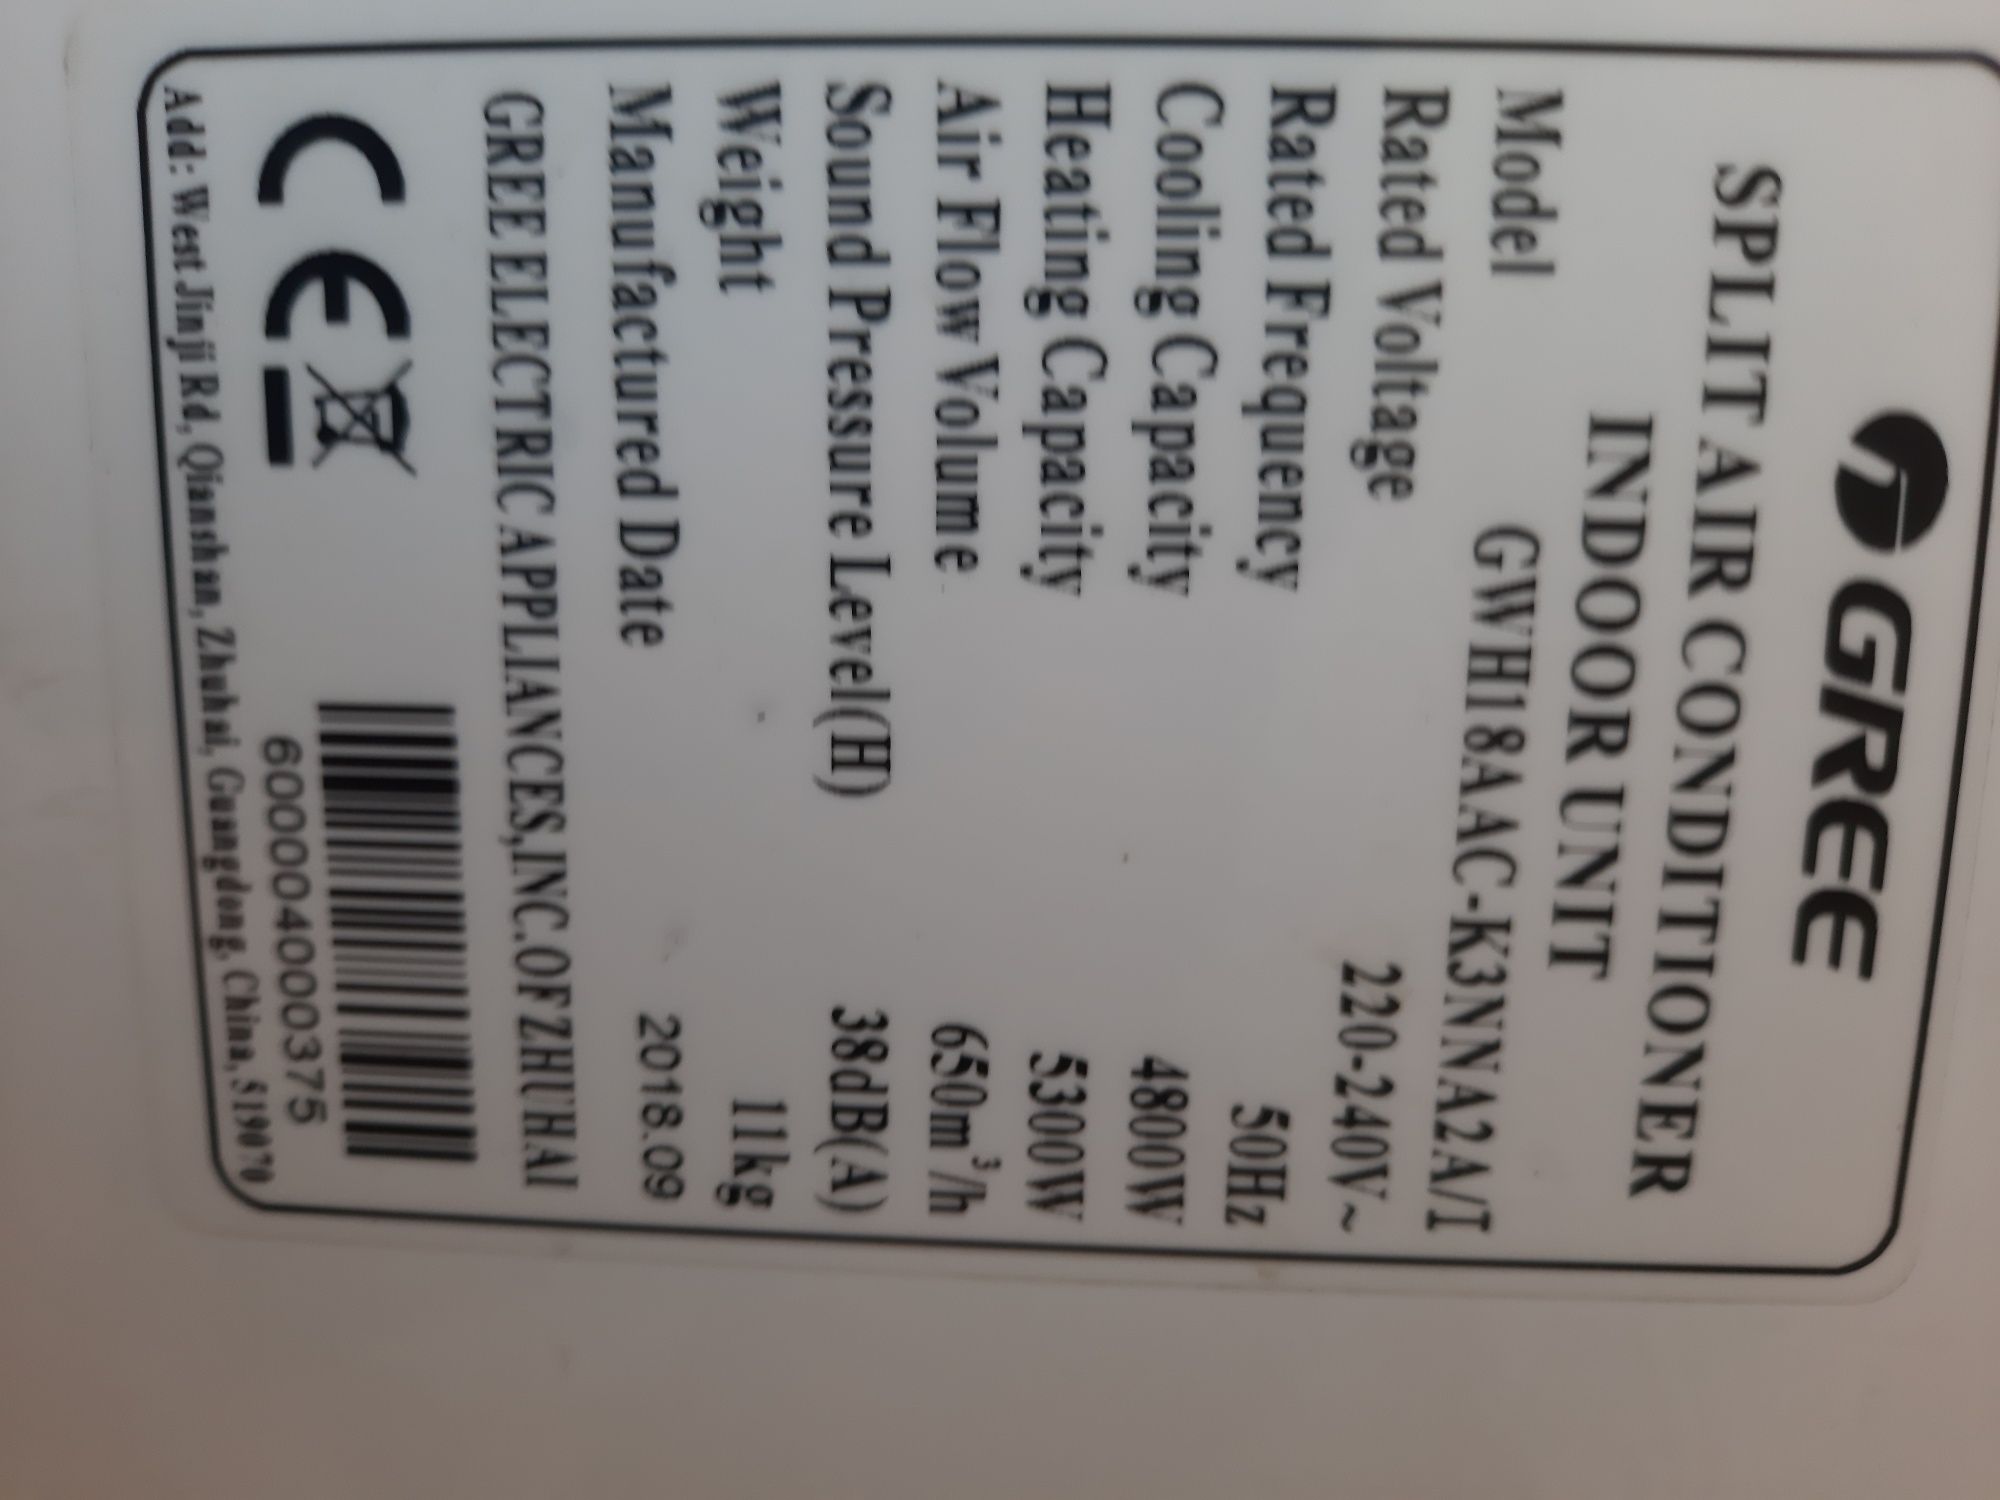 GREE
SPLIT AIR CONDITIONER
INDOOR UNIT
Model GWH18AAC-K3NNA2A/I
Rated Voltage 220-240V~
Rated Frequency 50Hz
Cooling Capacity 4800W
Heating Capacity 5300W
Air Flow Volume 650m³/h
Sound Pressure Level(H) 38dB(A)
Weight 11kg
Manufactured Date 2018.09
GREE ELECTRIC APPLIANCES,INC.OF ZHUHAI
CE
6000040000375
Add: West Jinji Rd, Qianshan, Zhuhai, Guangdong, China, 519070